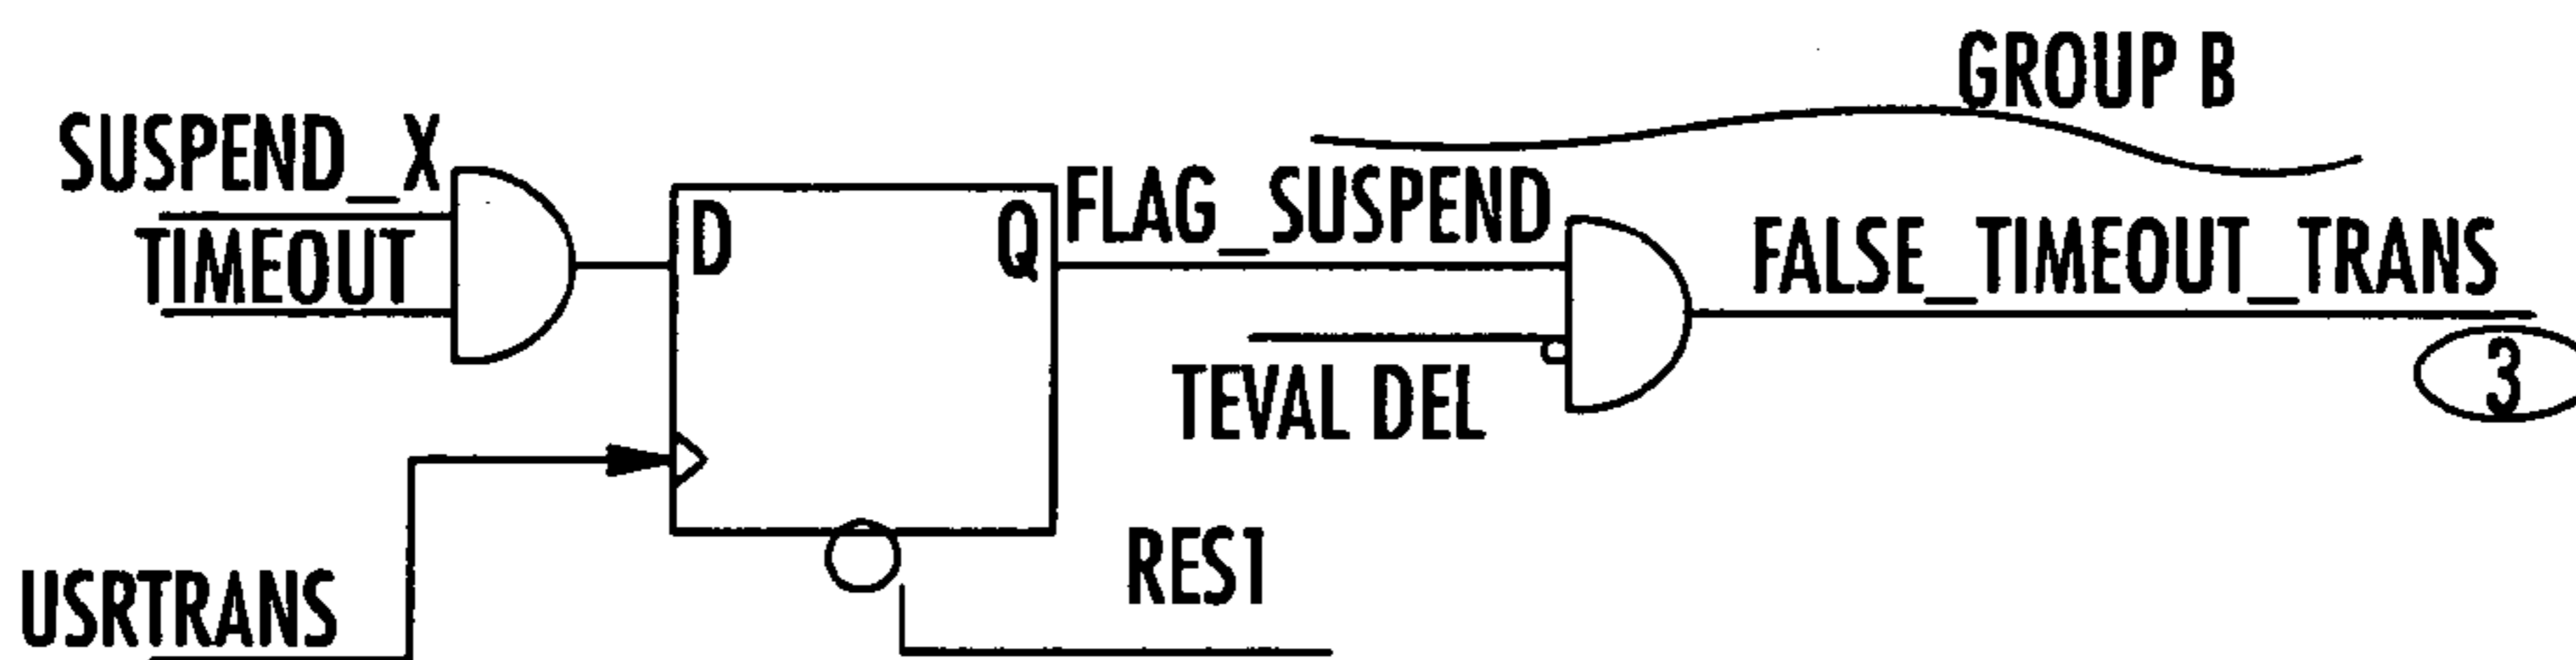 GROUP B
SUSPEND_X
TIMEOUT
D
Q
FLAG_SUSPEND
FALSE_TIMEOUT_TRANS
TEVAL DEL
3
RES1
USRTRANS